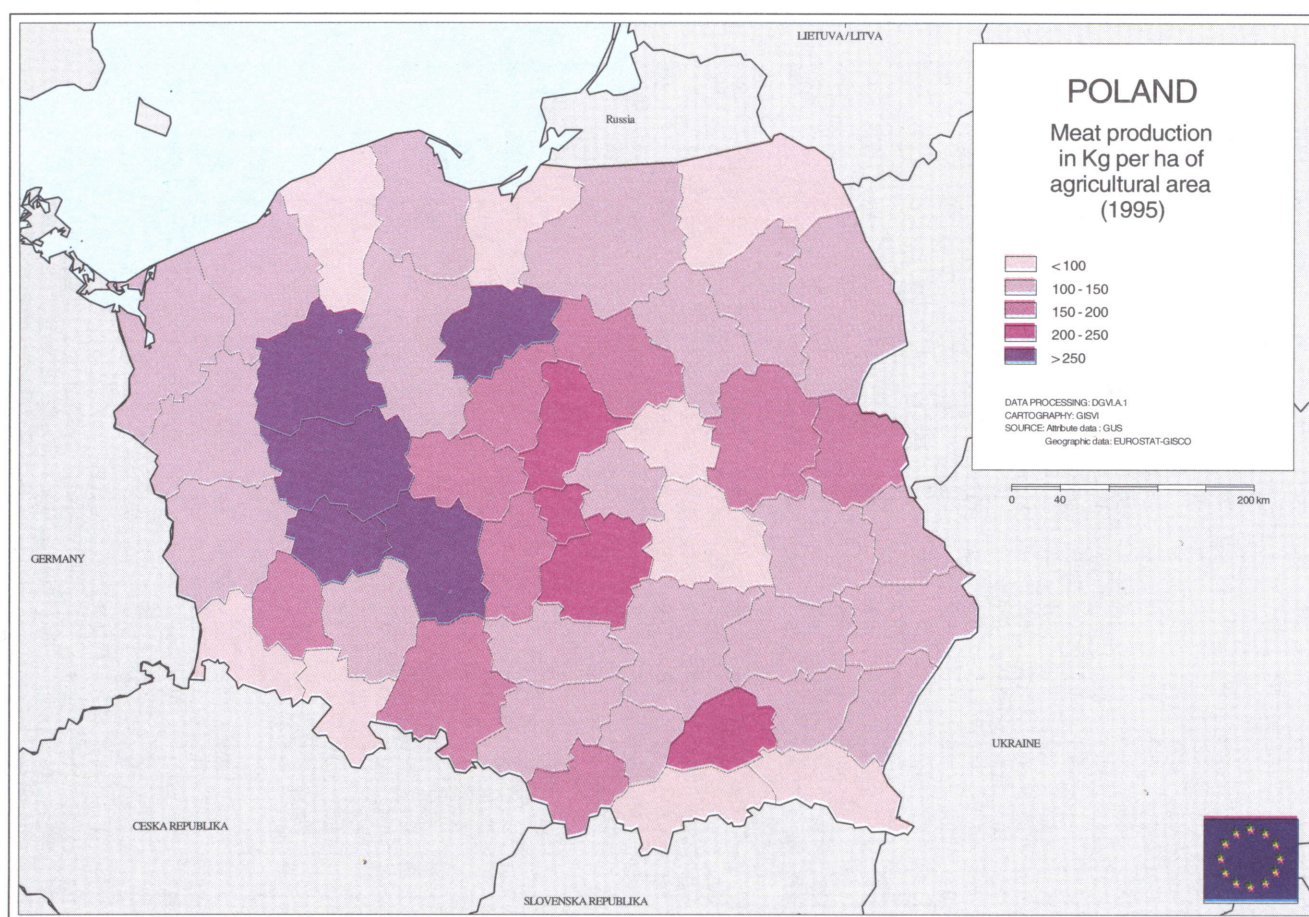 LIETUVA / LITVA
Russia
GERMANY
CESKA REPUBLIKA
SLOVENSKA REPUBLIKA
UKRAINE
POLAND
Meat production
in Kg per ha of
agricultural area
(1995)
< 100
100 - 150
150 - 200
200 - 250
> 250
DATA PROCESSING: DGVI.A.1
CARTOGRAPHY: GISVI
SOURCE: Attribute data : GUS
Geographic data: EUROSTAT-GISCO
0 40 200 km